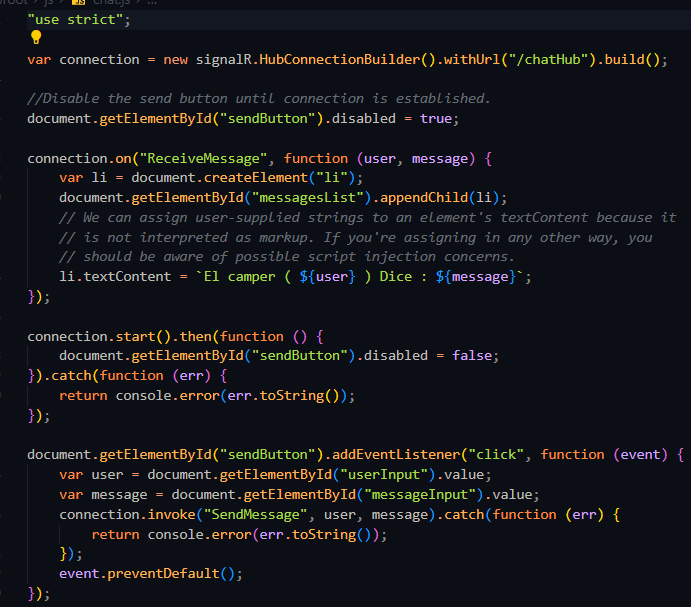 wwwroot > js > JS chat.js > ...
"use strict";
var connection = new signalR.HubConnectionBuilder().withUrl("/chatHub").build();
//Disable the send button until connection is established.
document.getElementById("sendButton").disabled = true;
connection.on("ReceiveMessage", function (user, message) {
    var li = document.createElement("li");
    document.getElementById("messagesList").appendChild(li);
    // We can assign user-supplied strings to an element's textContent because it
    // is not interpreted as markup. If you're assigning in any other way, you
    // should be aware of possible script injection concerns.
    li.textContent = `El camper ( ${user} ) Dice : ${message}`;
});
connection.start().then(function () {
    document.getElementById("sendButton").disabled = false;
}).catch(function (err) {
    return console.error(err.toString());
});
document.getElementById("sendButton").addEventListener("click", function (event) {
    var user = document.getElementById("userInput").value;
    var message = document.getElementById("messageInput").value;
    connection.invoke("SendMessage", user, message).catch(function (err) {
        return console.error(err.toString());
    });
    event.preventDefault();
});